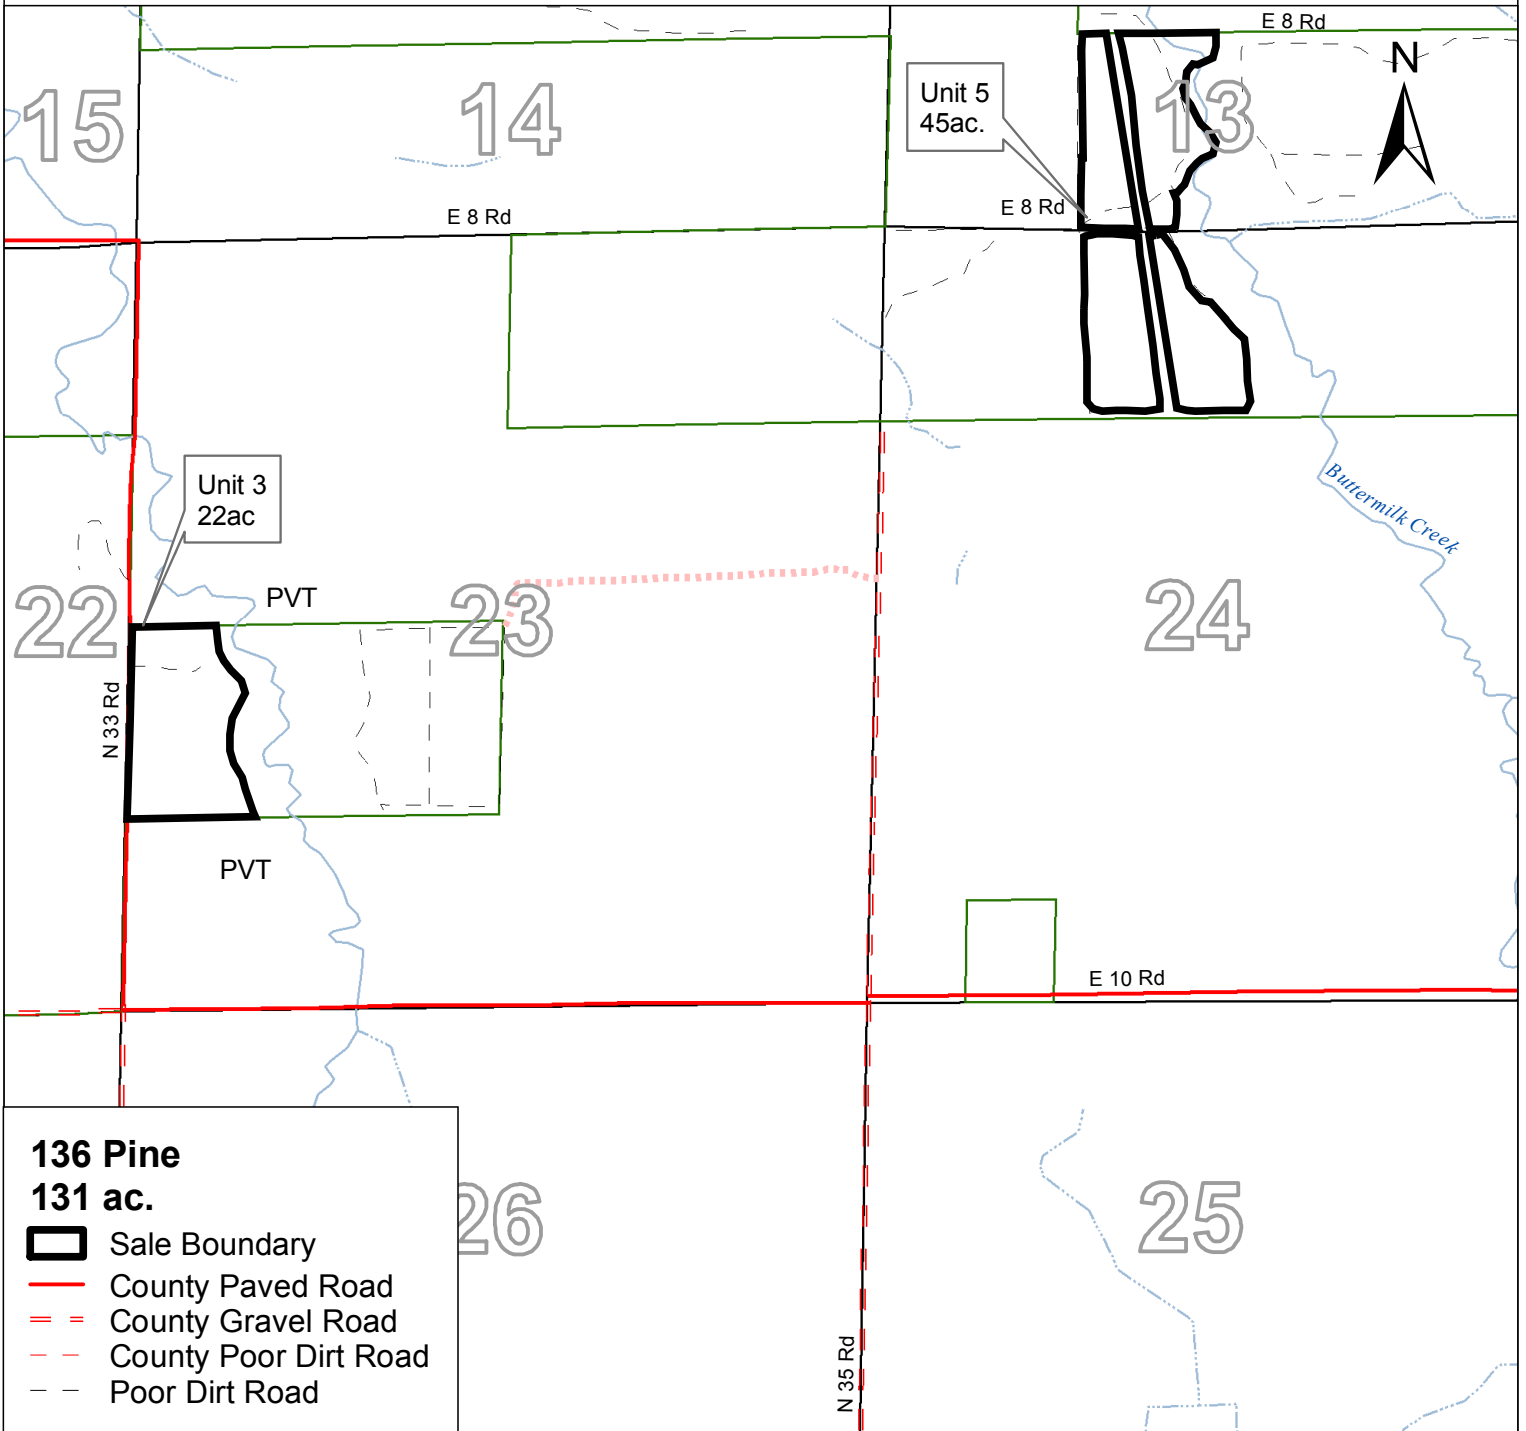 E 8 Rd
N
Unit 5
45ac.
15
14
13
E 8 Rd
E 8 Rd
Unit 3
22ac
Buttermilk Creek
PVT
22
23
24
N 33 Rd
PVT
E 10 Rd
136 Pine
131 ac.
Sale Boundary
County Paved Road
County Gravel Road
County Poor Dirt Road
Poor Dirt Road
26
25
N 35 Rd